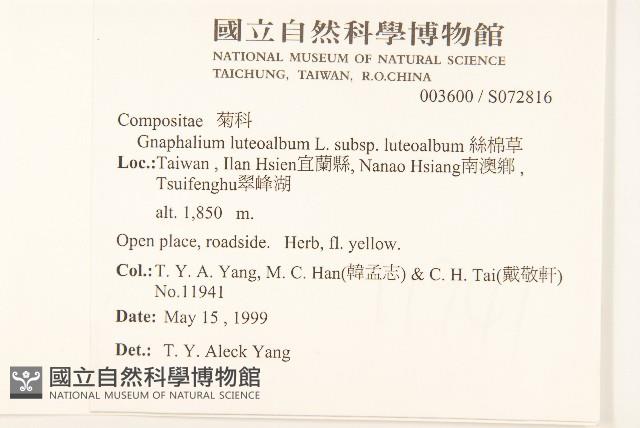 國立自然科學博物館
NATIONAL MUSEUM OF NATURAL SCIENCE
TAICHUNG, TAIWAN, R.O.CHINA
003600 / S072816
Compositae 菊科
Gnaphalium luteoalbum L. subsp. luteoalbum 絲棉草
Loc.:Taiwan , Ilan Hsien宜蘭縣, Nanao Hsiang南澳鄉 ,
Tsuifenghu翠峰湖
alt. 1,850 m.
Open place, roadside. Herb, fl. yellow.
Col.: T. Y. A. Yang, M. C. Han(韓孟志) & C. H. Tai(戴敬軒)
No.11941
Date: May 15 , 1999
Det.: T. Y. Aleck Yang
國立自然科學博物館
NATIONAL MUSEUM OF NATURAL SCIENCE